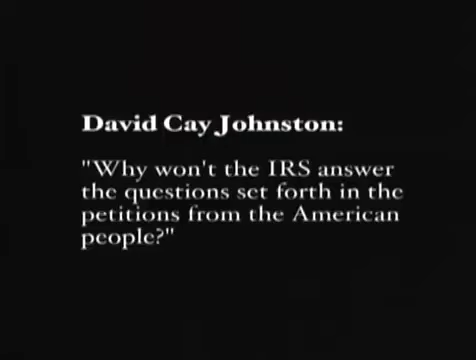 David Cay Johnston:
"Why won't the IRS answer
the questions set forth in the
petitions from the American
people?"